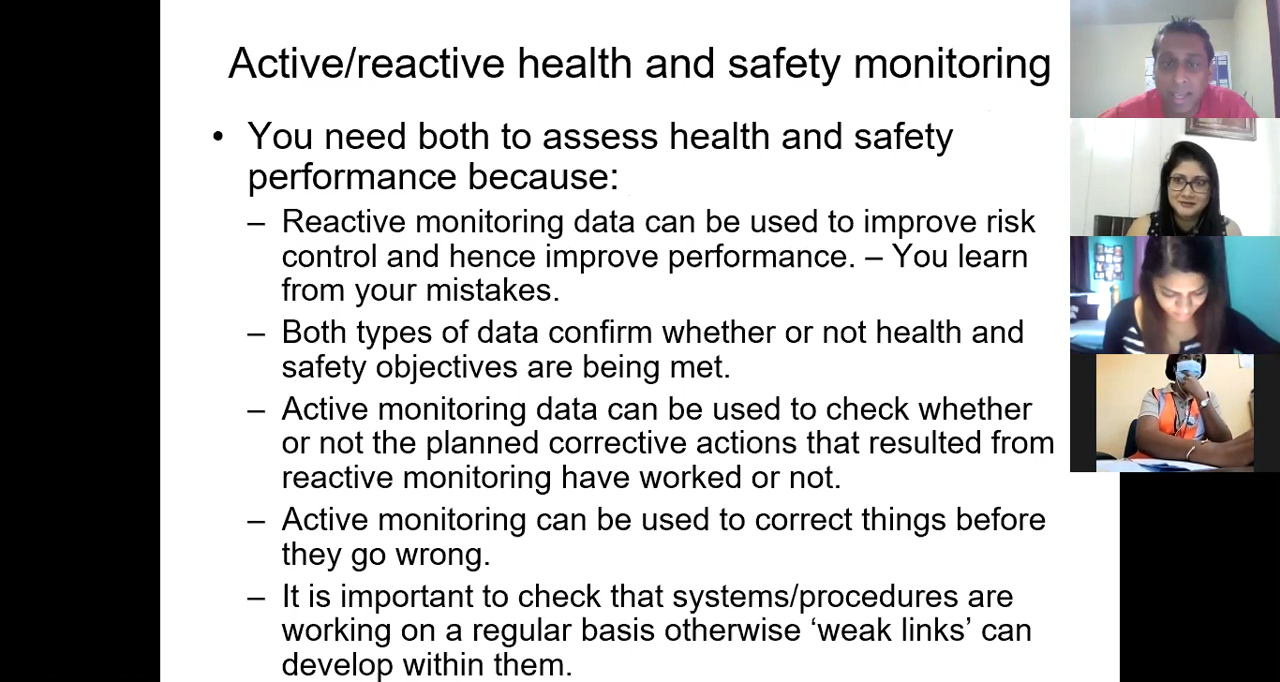 Active/reactive health and safety monitoring
• You need both to assess health and safety
performance because:
– Reactive monitoring data can be used to improve risk
control and hence improve performance. – You learn
from your mistakes.
– Both types of data confirm whether or not health and
safety objectives are being met.
– Active monitoring data can be used to check whether
or not the planned corrective actions that resulted from
reactive monitoring have worked or not.
– Active monitoring can be used to correct things before
they go wrong.
– It is important to check that systems/procedures are
working on a regular basis otherwise ‘weak links’ can
develop within them.